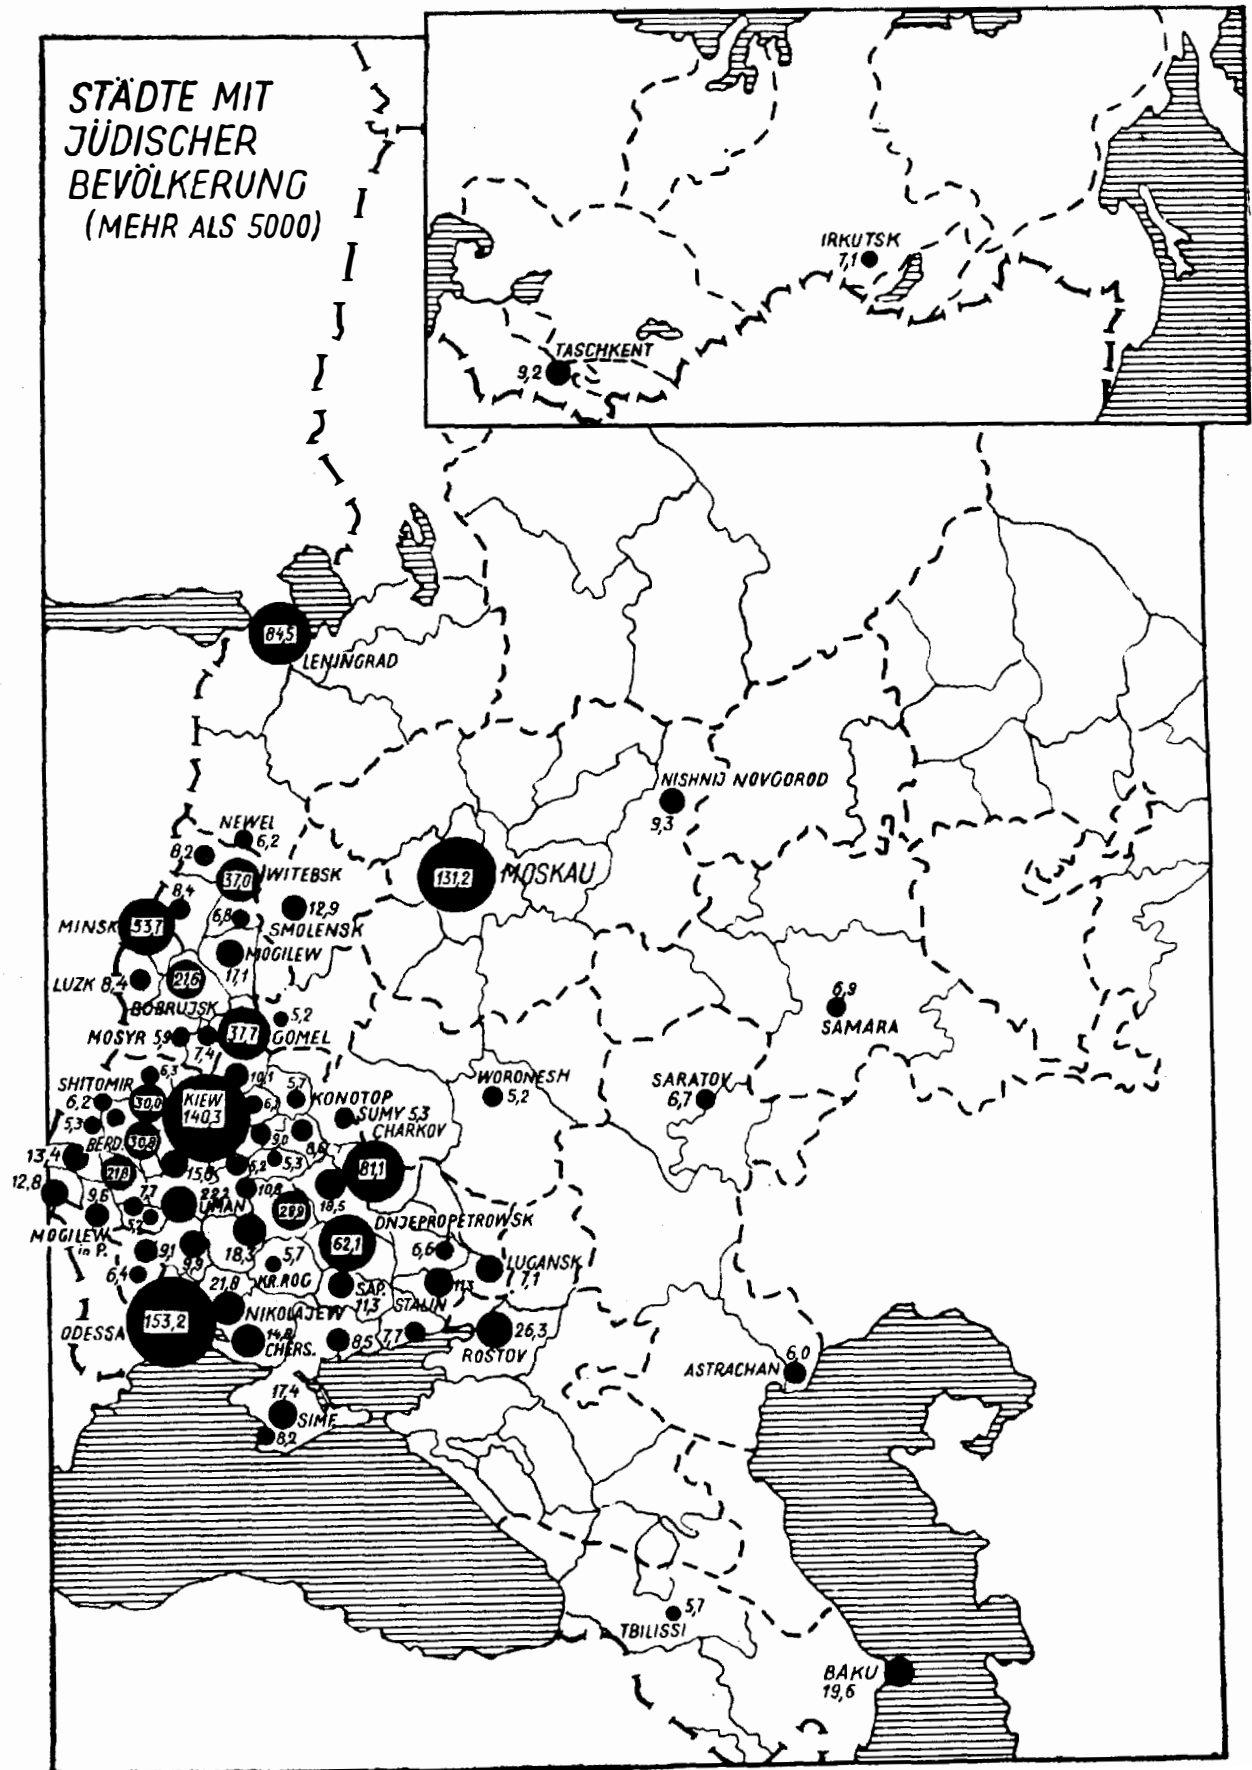 STÄDTE MIT
JÜDISCHER
BEVÖLKERUNG
(MEHR ALS 5000)
IRKUTSK
7,1
TASCHKENT
9,2
84,5
LENINGRAD
NISHNIJ NOVGOROD
9,3
NEWEL
6,2
8,2
37,0
WITEBSK
131,2
MOSKAU
8,4
6,8
12,9
SMOLENSK
MINSK
53,7
MOGILEW
17,1
LUZK 8,4
21,6
BOBRUJSK
6,9
SAMARA
5,2
MOSYR 5,9
7,4
37,7
GOMEL
6,3
10,1
5,7
WORONESH
5,2
SARATOV
6,7
SHITOMIR
6,2
30,0
KIEW
140,3
KONOTOP
SUMY 5,3
CHARKOV
5,3
BERD.
30,8
9,0
13,4
21,8
6,2
5,3
81,1
12,8
9,6
7,7
22,2
UMAN
10,8
28,9
18,5
5,2
DNJEPROPETROWSK
MOGILEW
in P.
9,1
9,9
18,3
5,7
62,1
6,6
LUGANSK
7,1
6,4
21,8
KR.ROG
SAP.
11,3
11,3
STALIN
ODESSA
153,2
NIKOLAJEW
14,8
CHERS.
8,5
7,7
26,3
ROSTOV
6,0
ASTRACHAN
17,4
SIMF.
8,2
5,7
TBILISSI
BAKU
19,6